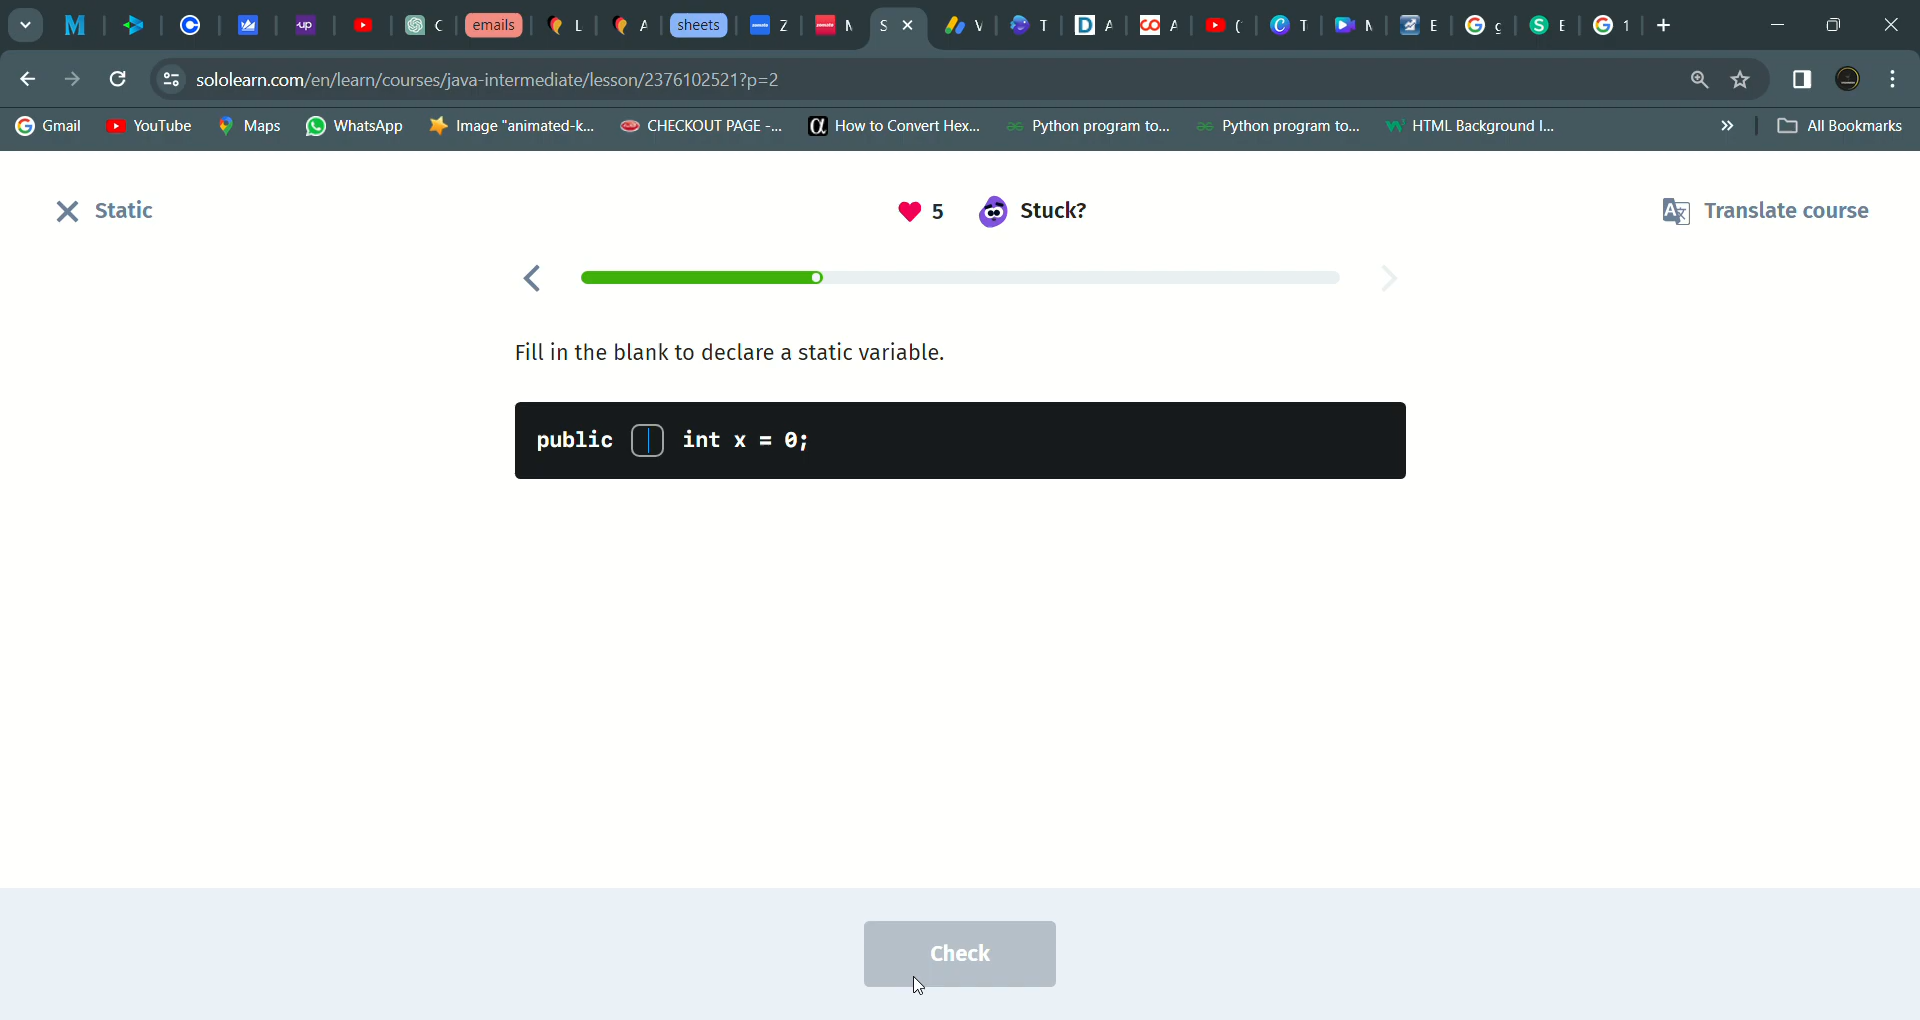 C emails L A sheets Z N S V T A A ( T N E g E 1
sololearn.com/en/learn/courses/java-intermediate/lesson/2376102521?p=2
Gmail YouTube Maps WhatsApp Image "animated-k... CHECKOUT PAGE -... How to Convert Hex... Python program to... Python program to... HTML Background I... » All Bookmarks
Static 5 Stuck? Translate course
Fill in the blank to declare a static variable.
public int x = 0;
Check